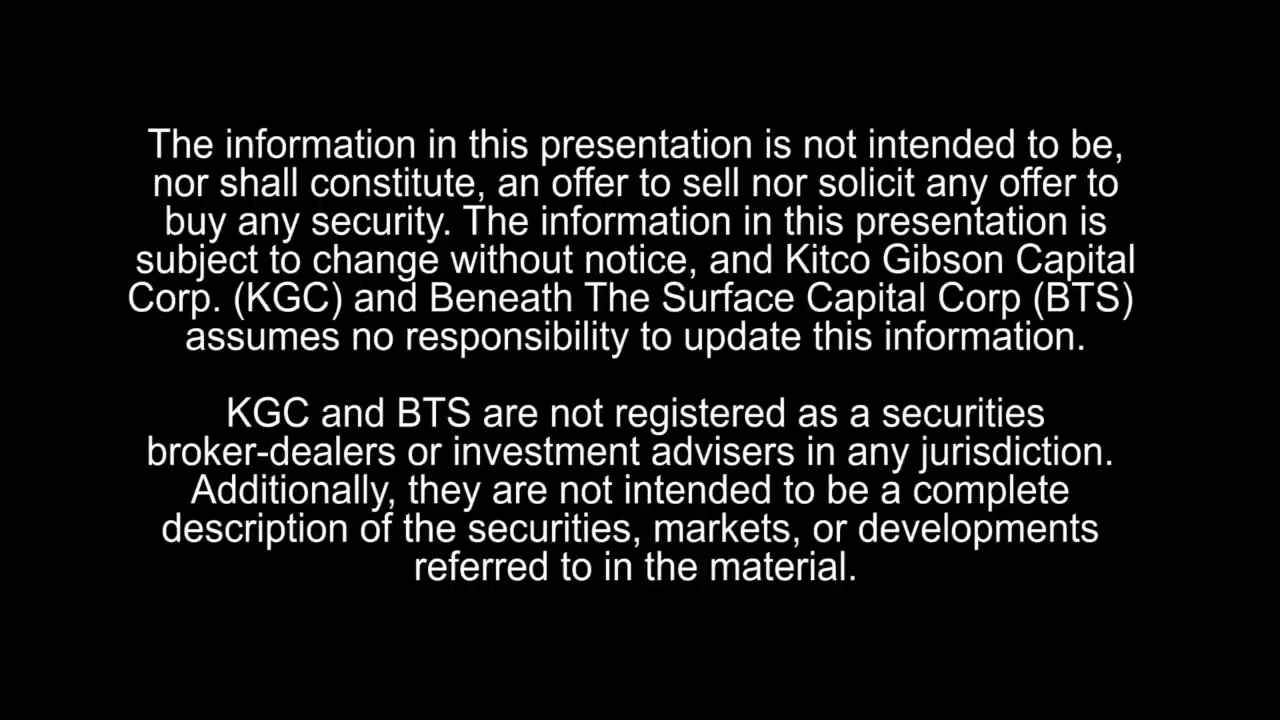 The information in this presentation is not intended to be,
nor shall constitute, an offer to sell nor solicit any offer to
buy any security. The information in this presentation is
subject to change without notice, and Kitco Gibson Capital
Corp. (KGC) and Beneath The Surface Capital Corp (BTS)
assumes no responsibility to update this information.
KGC and BTS are not registered as a securities
broker-dealers or investment advisers in any jurisdiction.
Additionally, they are not intended to be a complete
description of the securities, markets, or developments
referred to in the material.